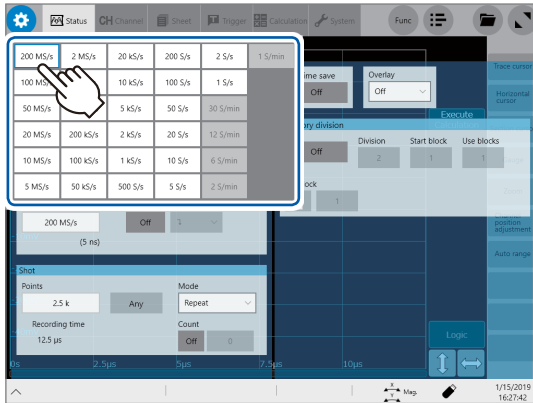 Status CH Channel Sheet Trigger Calculation System Func
200 MS/s 2 MS/s 20 kS/s 200 S/s 2 S/s 1 S/min
100 MS/s 10 kS/s 100 S/s 1 S/s
50 MS/s 5 kS/s 50 S/s 30 S/min
20 MS/s 200 kS/s 2 kS/s 20 S/s 12 S/min
10 MS/s 100 kS/s 1 kS/s 10 S/s 6 S/min
5 MS/s 50 kS/s 500 S/s 5 S/s 2 S/min
ime save Overlay
Off Off
Trace cursor
Horizontal
cursor
Execute
ory division
Division Start block Use blocks
Off 2 1 1
ock
1
200 MS/s Off 1
(5 ns)
position
adjustment
Auto range
Shot
Points Mode
2.5 k Any Repeat
Recording time Count
12.5 µs Off 0
Logic
0s 2.5µs 5µs 7.5µs 10µs
X
Y Mag.
1/15/2019
16:27:42